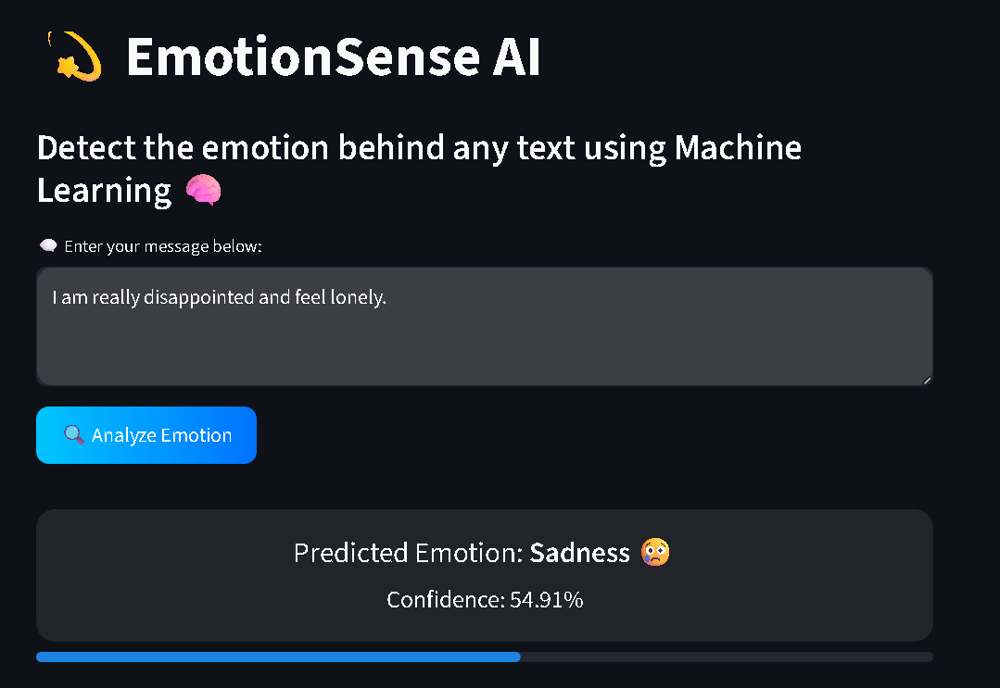 💫 EmotionSense AI
Detect the emotion behind any text using Machine
Learning 🧠
💬 Enter your message below:
I am really disappointed and feel lonely.
🔍 Analyze Emotion
Predicted Emotion: Sadness 😢
Confidence: 54.91%